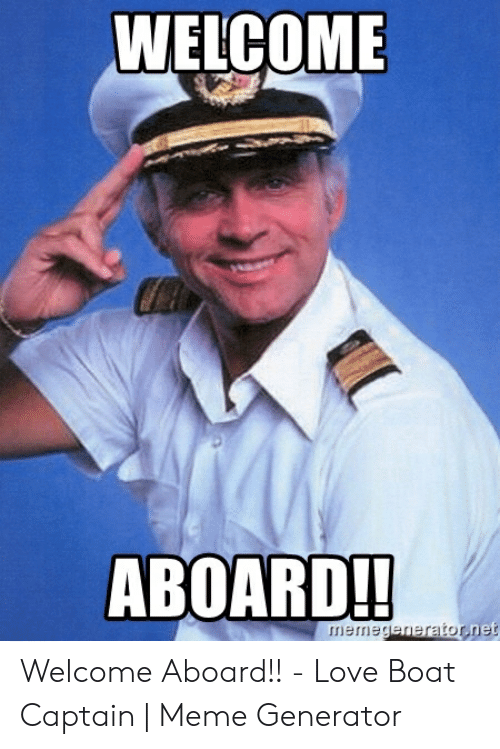 WELCOME
ABOARD!!
memegenerator.net
Welcome Aboard!! - Love Boat
Captain | Meme Generator